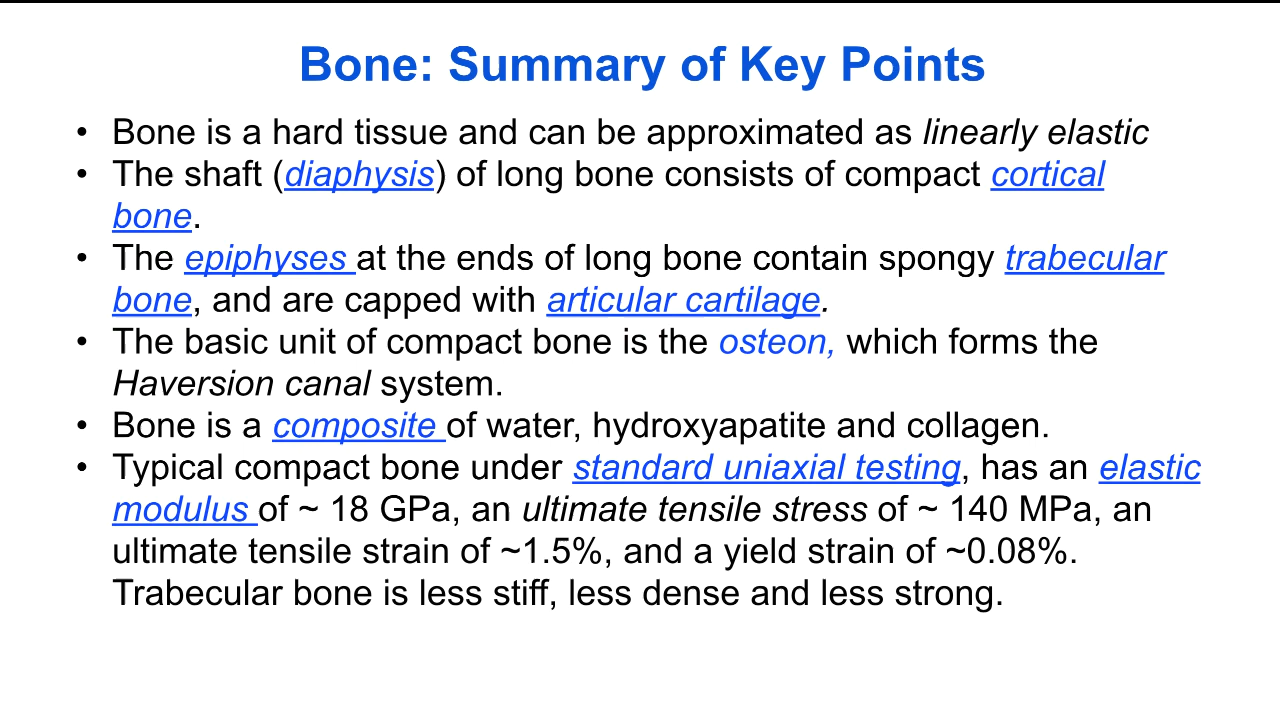 Bone: Summary of Key Points
• Bone is a hard tissue and can be approximated as linearly elastic
• The shaft (diaphysis) of long bone consists of compact cortical
bone.
• The epiphyses at the ends of long bone contain spongy trabecular
bone, and are capped with articular cartilage.
• The basic unit of compact bone is the osteon, which forms the
Haversion canal system.
• Bone is a composite of water, hydroxyapatite and collagen.
• Typical compact bone under standard uniaxial testing, has an elastic
modulus of ~ 18 GPa, an ultimate tensile stress of ~ 140 MPa, an
ultimate tensile strain of ~1.5%, and a yield strain of ~0.08%.
Trabecular bone is less stiff, less dense and less strong.